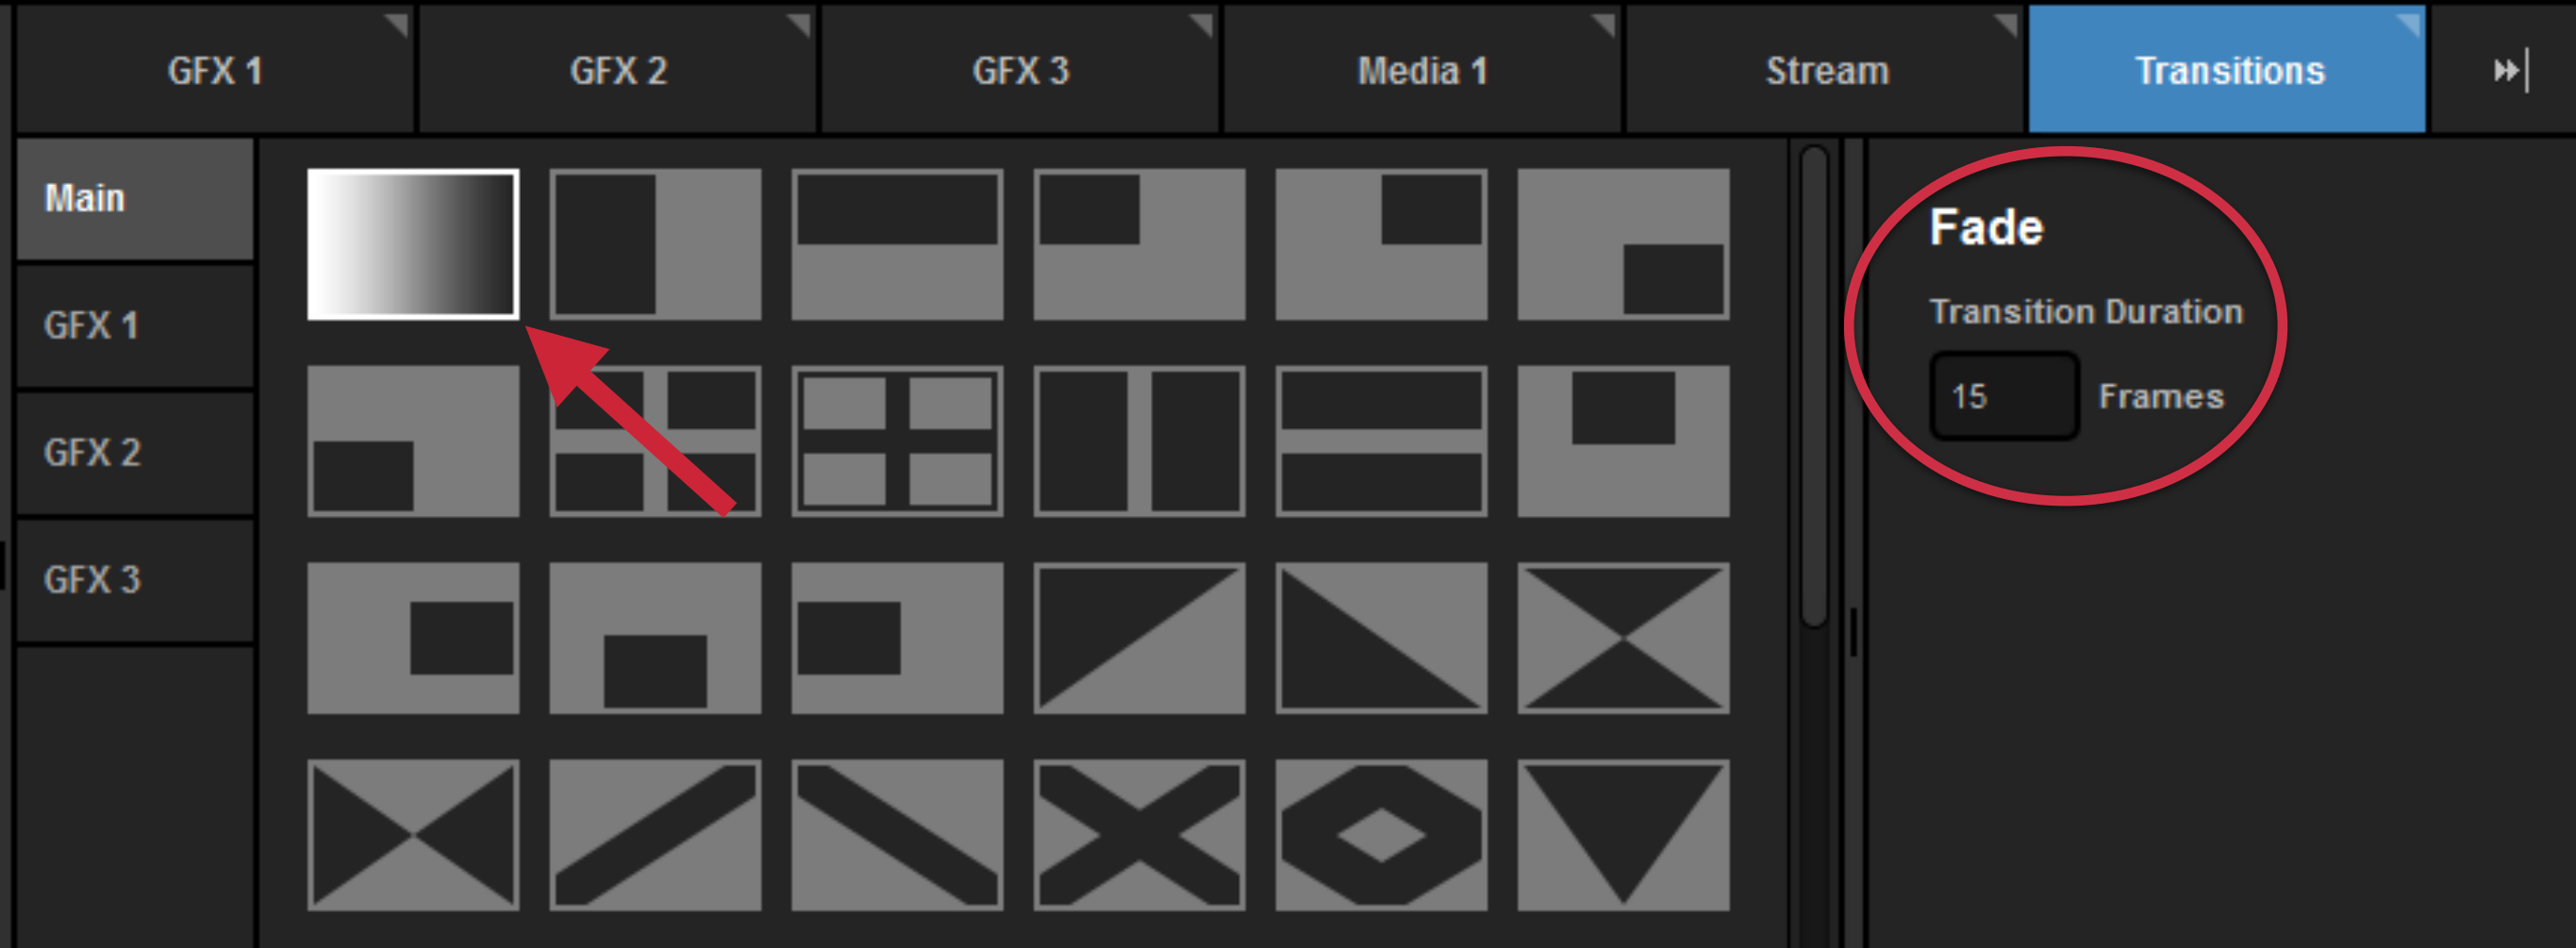 GFX 1
GFX 2
GFX 3
Media 1
Stream
Transitions
Main
GFX 1
GFX 2
GFX 3
Fade
Transition Duration
15 Frames